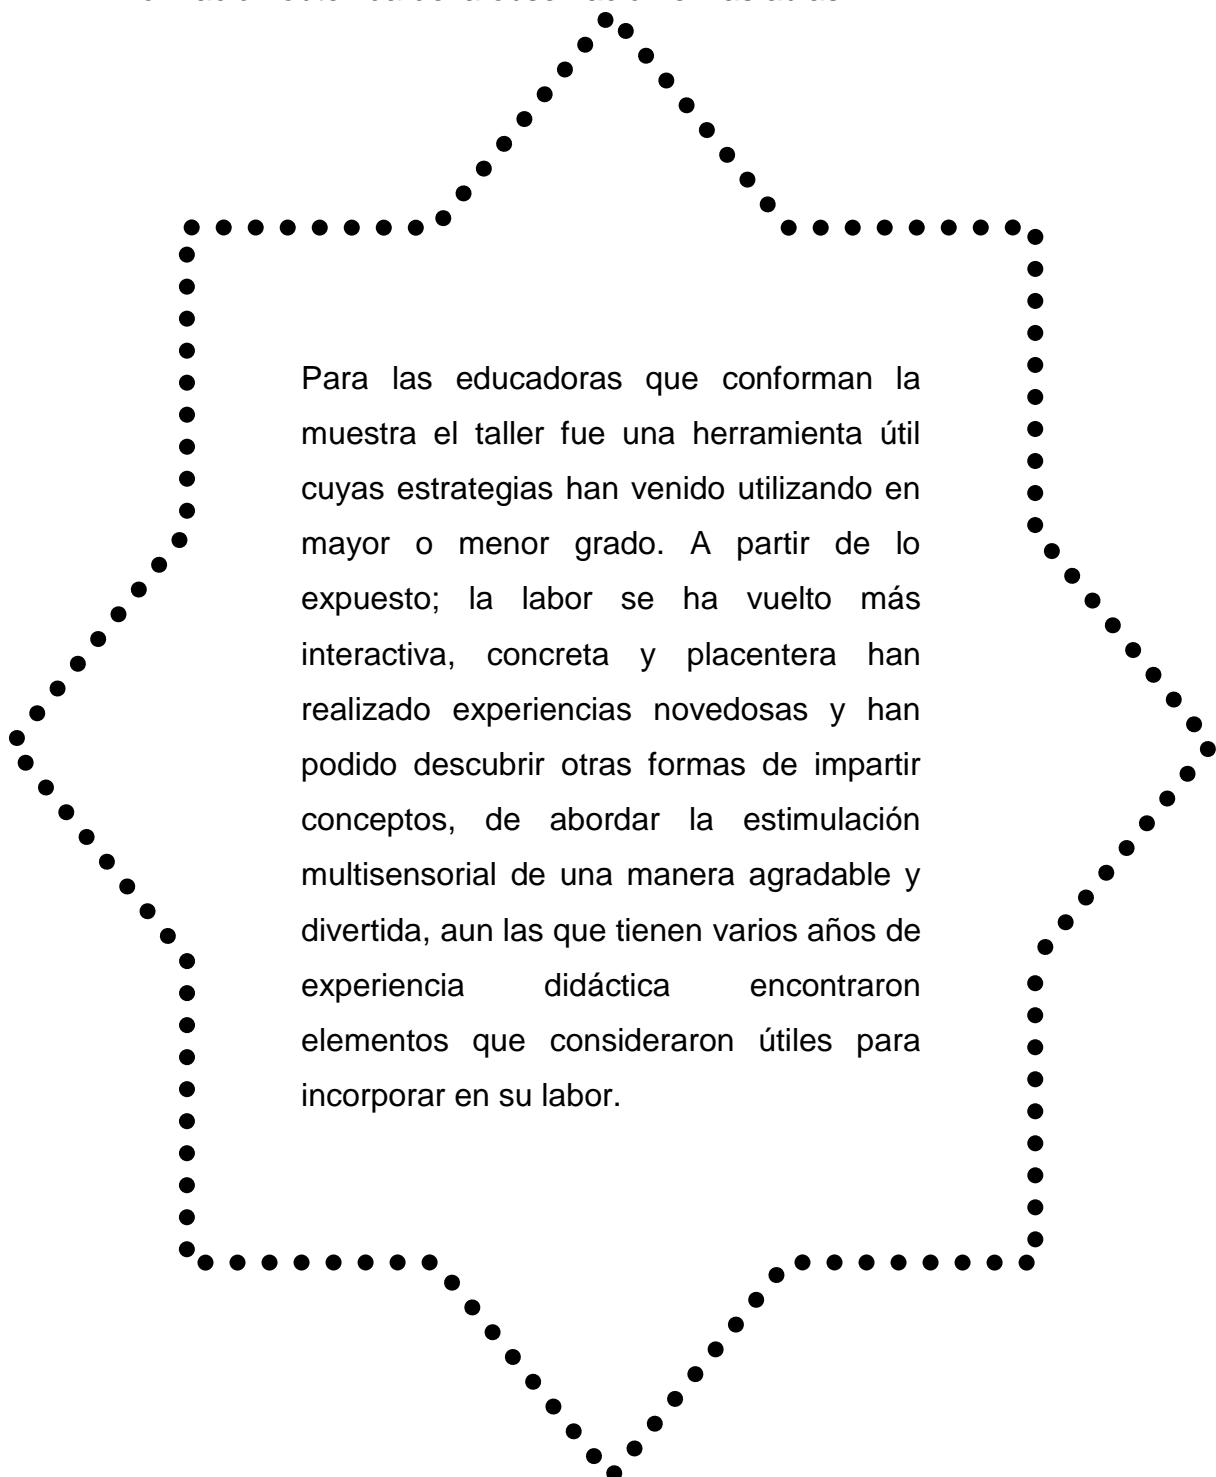 Para las educadoras que conforman la
muestra el taller fue una herramienta útil
cuyas estrategias han venido utilizando en
mayor o menor grado. A partir de lo
expuesto; la labor se ha vuelto más
interactiva, concreta y placentera han
realizado experiencias novedosas y han
podido descubrir otras formas de impartir
conceptos, de abordar la estimulación
multisensorial de una manera agradable y
divertida, aun las que tienen varios años de
experiencia didáctica encontraron
elementos que consideraron útiles para
incorporar en su labor.